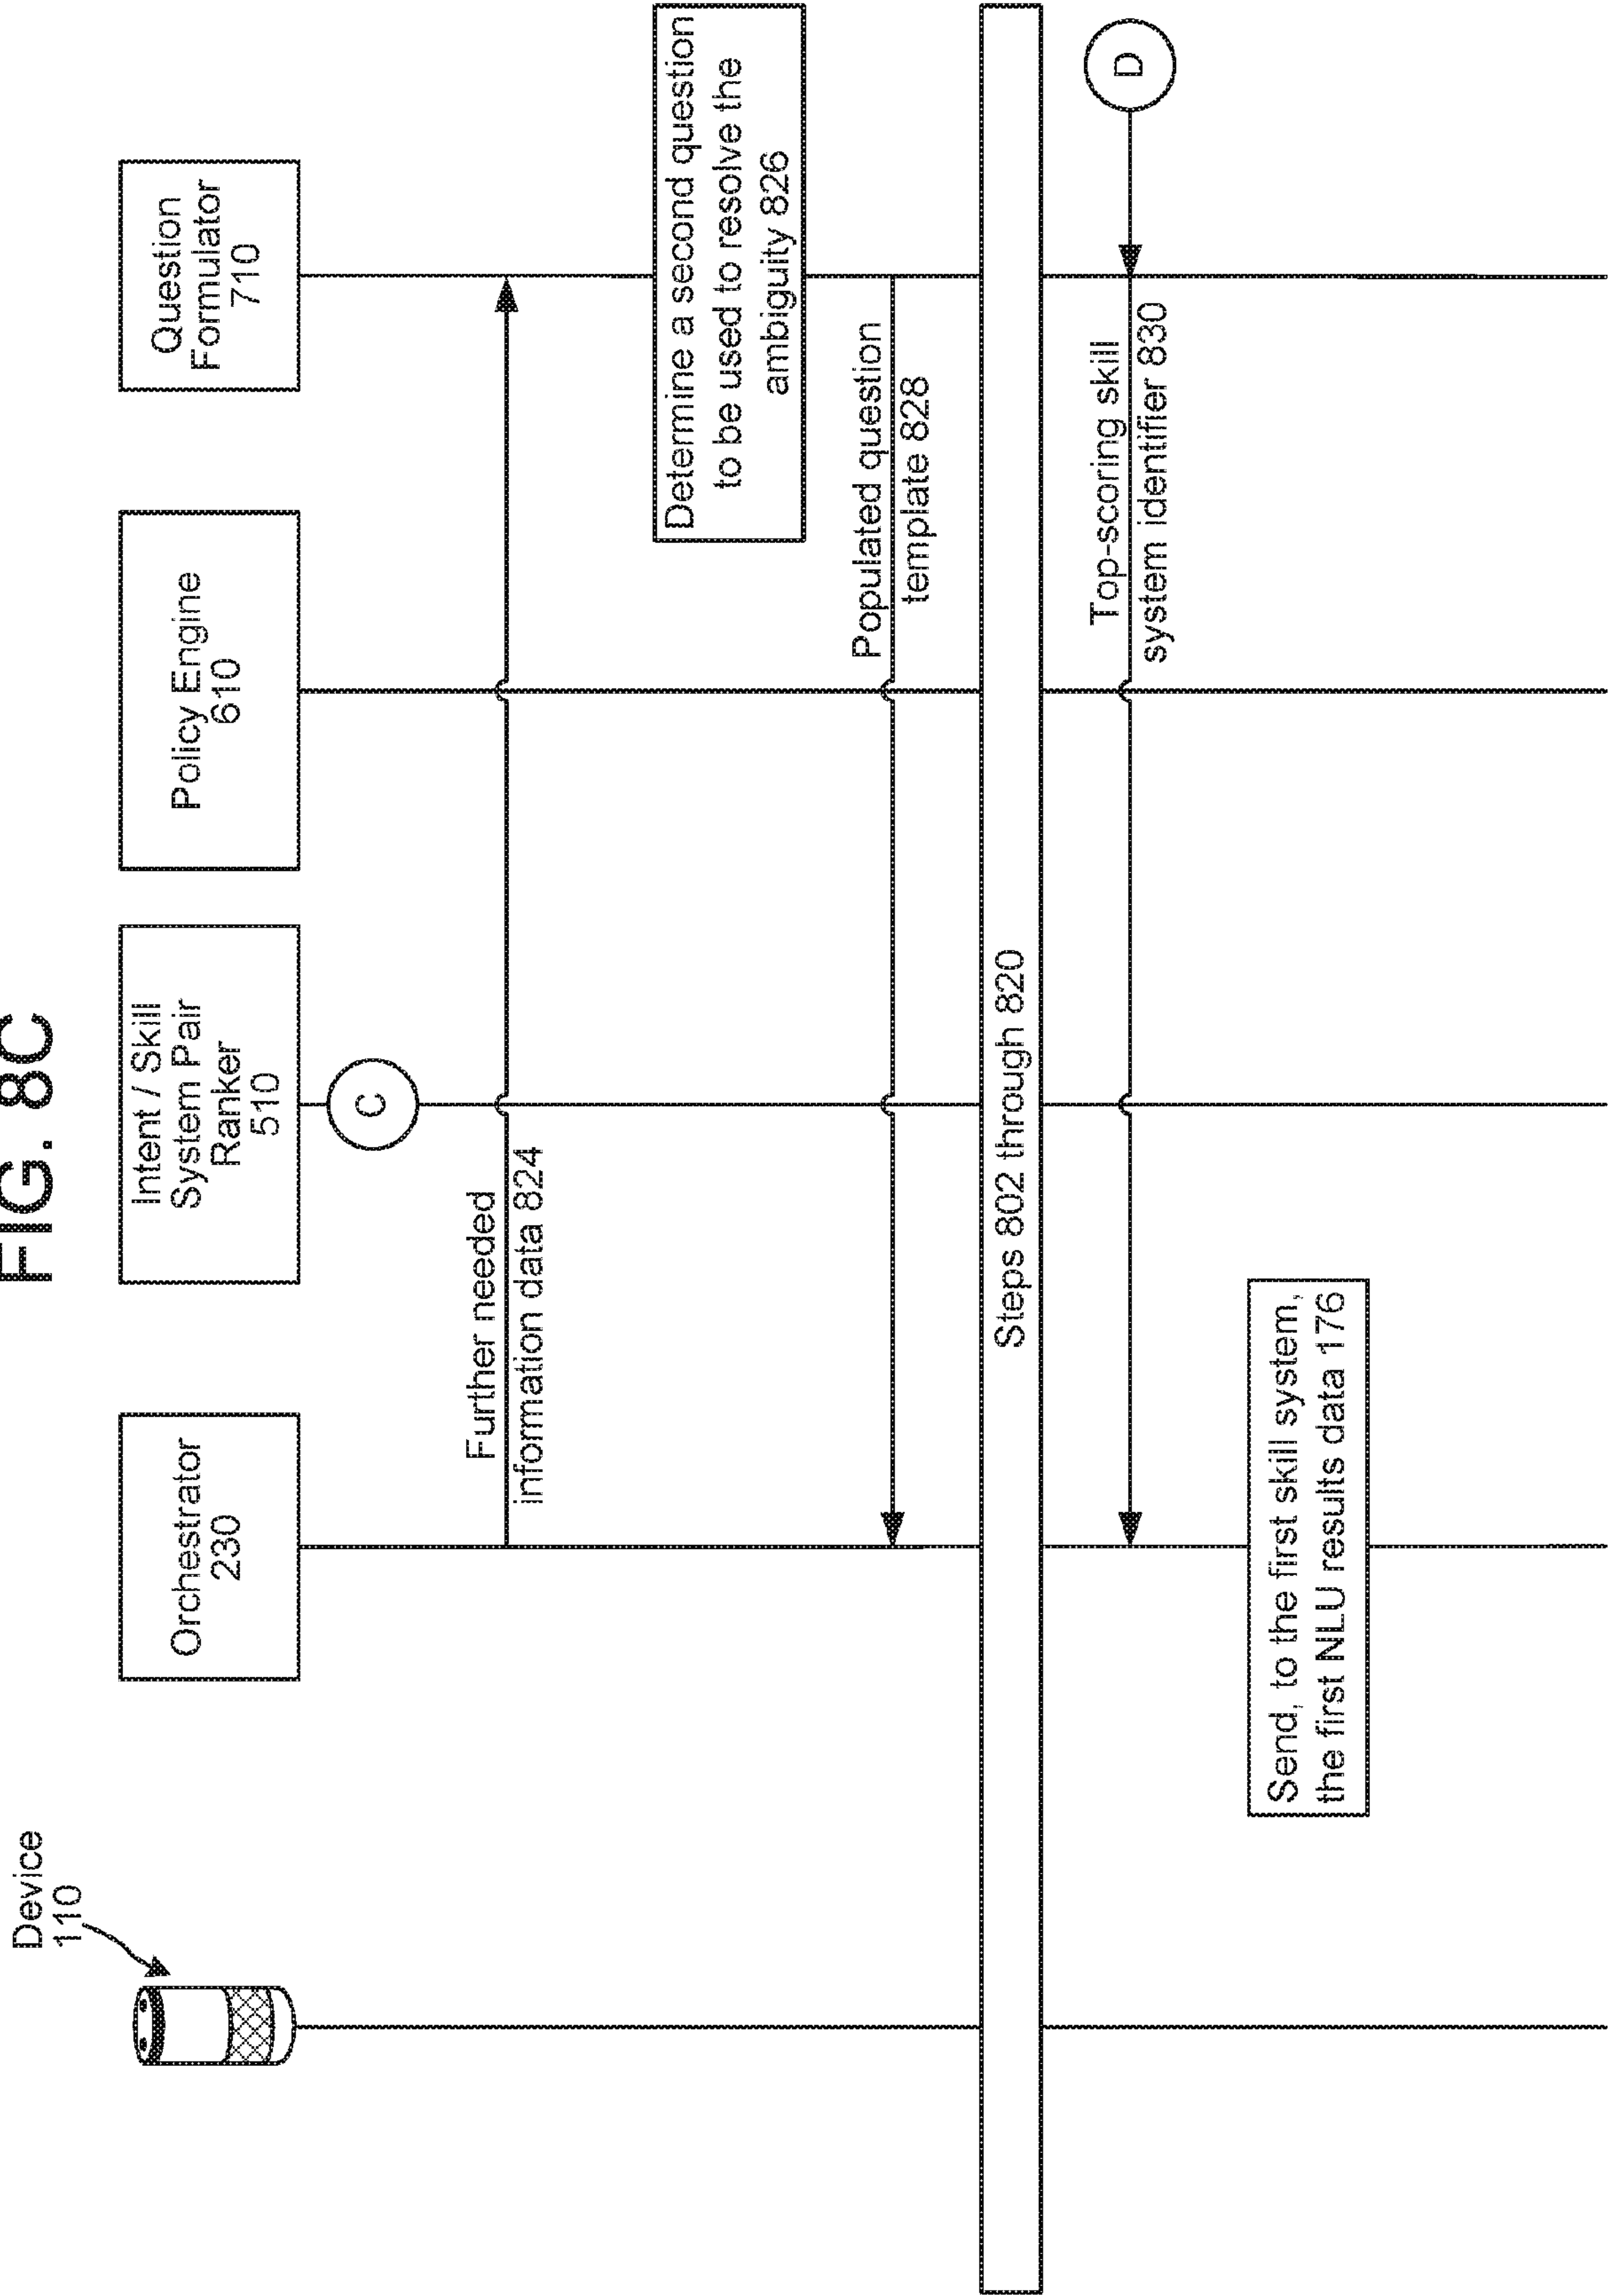 FIG. 8C
Device
110
Orchestrator
230
Intent / Skill
System Pair
Ranker
510
Policy Engine
610
Question
Formulator
710
C
Further needed
information data 824
Determine a second question
to be used to resolve the
ambiguity 826
Populated question
template 828
Steps 802 through 820
D
Top-scoring skill
system identifier 830
Send, to the first skill system,
the first NLU results data 176